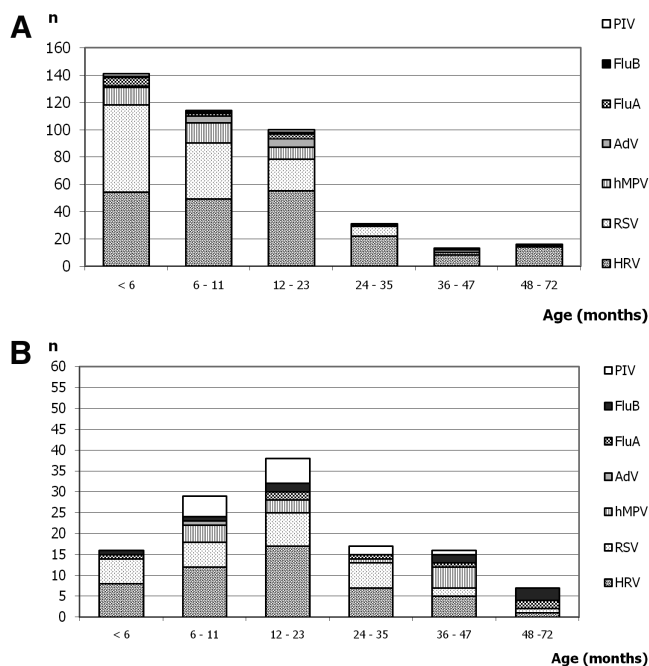 A
n
160
140
120
100
80
60
40
20
0
< 6
6 - 11
12 - 23
24 - 35
36 - 47
48 - 72
Age (months)
PIV
FluB
FluA
AdV
hMPV
RSV
HRV
B
n
60
55
50
45
40
35
30
25
20
15
10
5
0
< 6
6 - 11
12 - 23
24 - 35
36 - 47
48 -72
Age (months)
PIV
FluB
FluA
AdV
hMPV
RSV
HRV